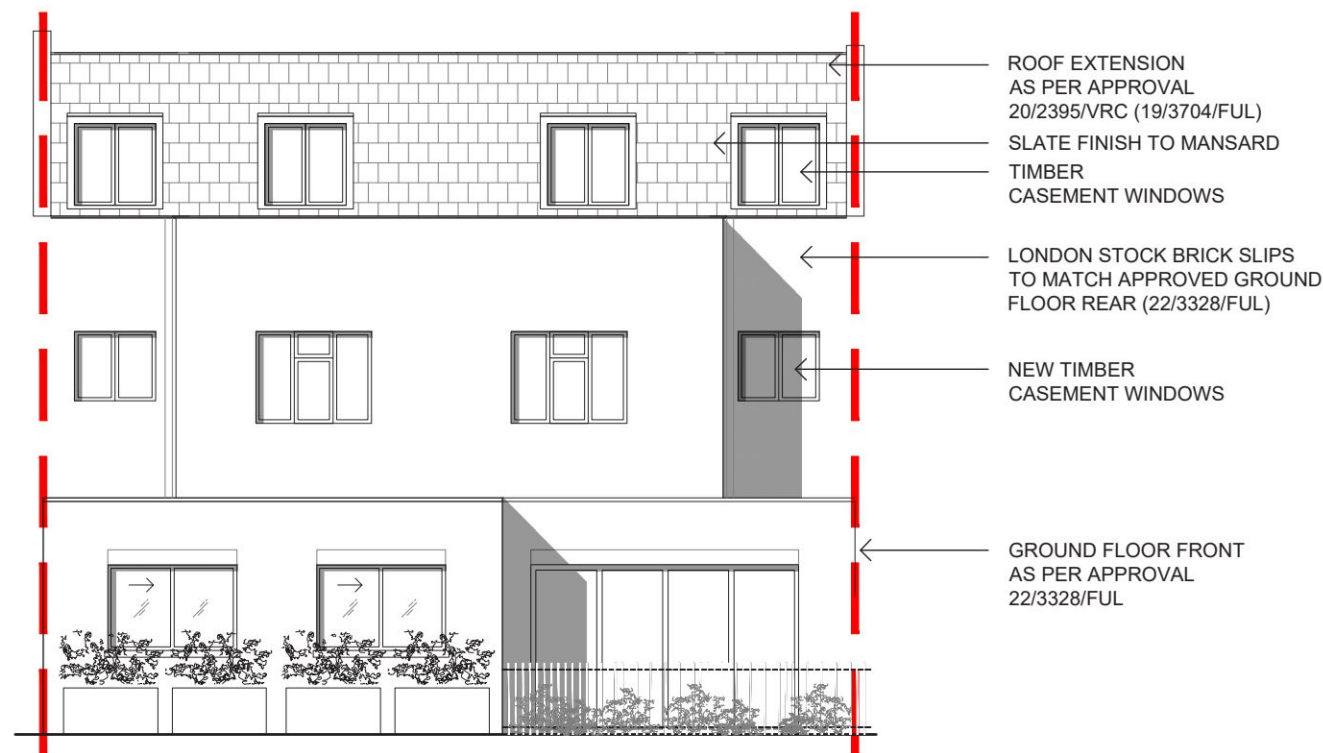 ROOF EXTENSION
AS PER APPROVAL
20/2395/VRC (19/3704/FUL)
SLATE FINISH TO MANSARD
TIMBER
CASEMENT WINDOWS
LONDON STOCK BRICK SLIPS
TO MATCH APPROVED GROUND
FLOOR REAR (22/3328/FUL)
NEW TIMBER
CASEMENT WINDOWS
GROUND FLOOR FRONT
AS PER APPROVAL
22/3328/FUL